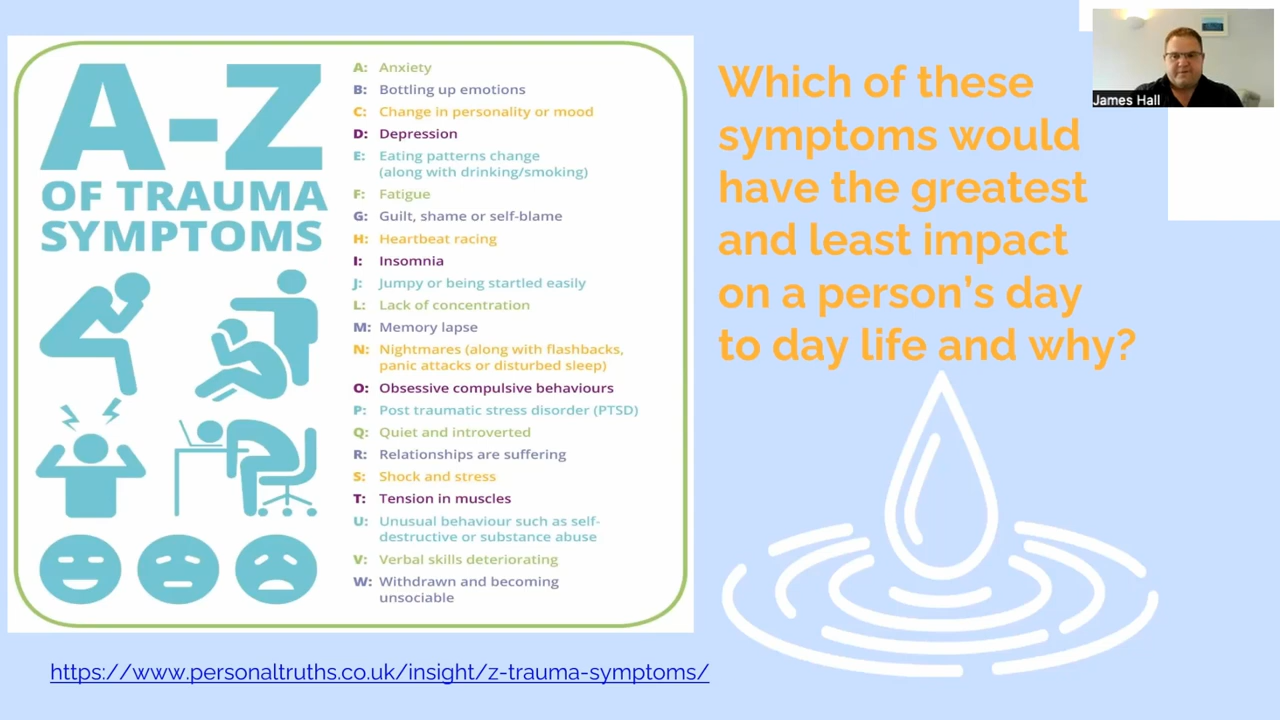 A-Z
OF TRAUMA
SYMPTOMS
A: Anxiety
B: Bottling up emotions
C: Change in personality or mood
D: Depression
E: Eating patterns change
(along with drinking/smoking)
F: Fatigue
G: Guilt, shame or self-blame
H: Heartbeat racing
I: Insomnia
J: Jumpy or being startled easily
L: Lack of concentration
M: Memory lapse
N: Nightmares (along with flashbacks,
panic attacks or disturbed sleep)
O: Obsessive compulsive behaviours
P: Post traumatic stress disorder (PTSD)
Q: Quiet and introverted
R: Relationships are suffering
S: Shock and stress
T: Tension in muscles
U: Unusual behaviour such as self-
destructive or substance abuse
V: Verbal skills deteriorating
W: Withdrawn and becoming
unsociable
https://www.personaltruths.co.uk/insight/z-trauma-symptoms/
Which of these
symptoms would
have the greatest
and least impact
on a person’s day
to day life and why?
James Hall